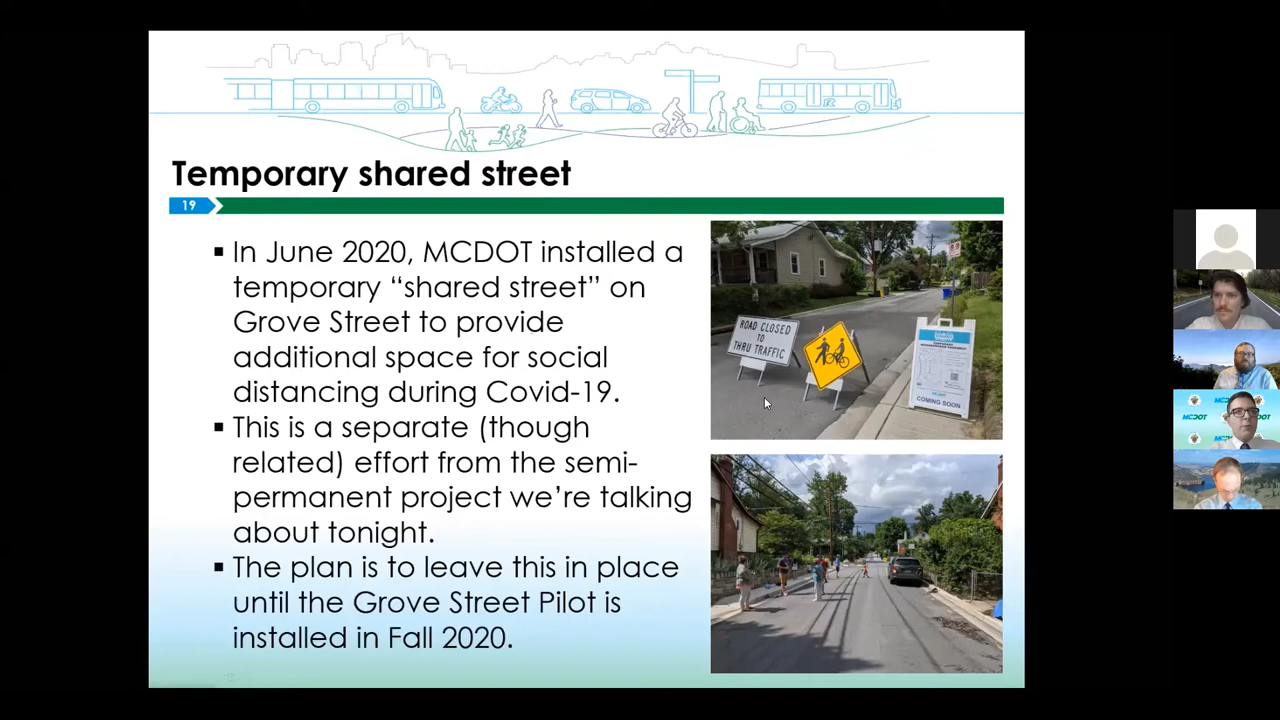 Temporary shared street
19
▪ In June 2020, MCDOT installed a
temporary “shared street” on
Grove Street to provide
additional space for social
distancing during Covid-19.
▪ This is a separate (though
related) effort from the semi-
permanent project we’re talking
about tonight.
▪ The plan is to leave this in place
until the Grove Street Pilot is
installed in Fall 2020.
ROAD CLOSED
TO
THRU TRAFFIC
COMING SOON
MCDOT